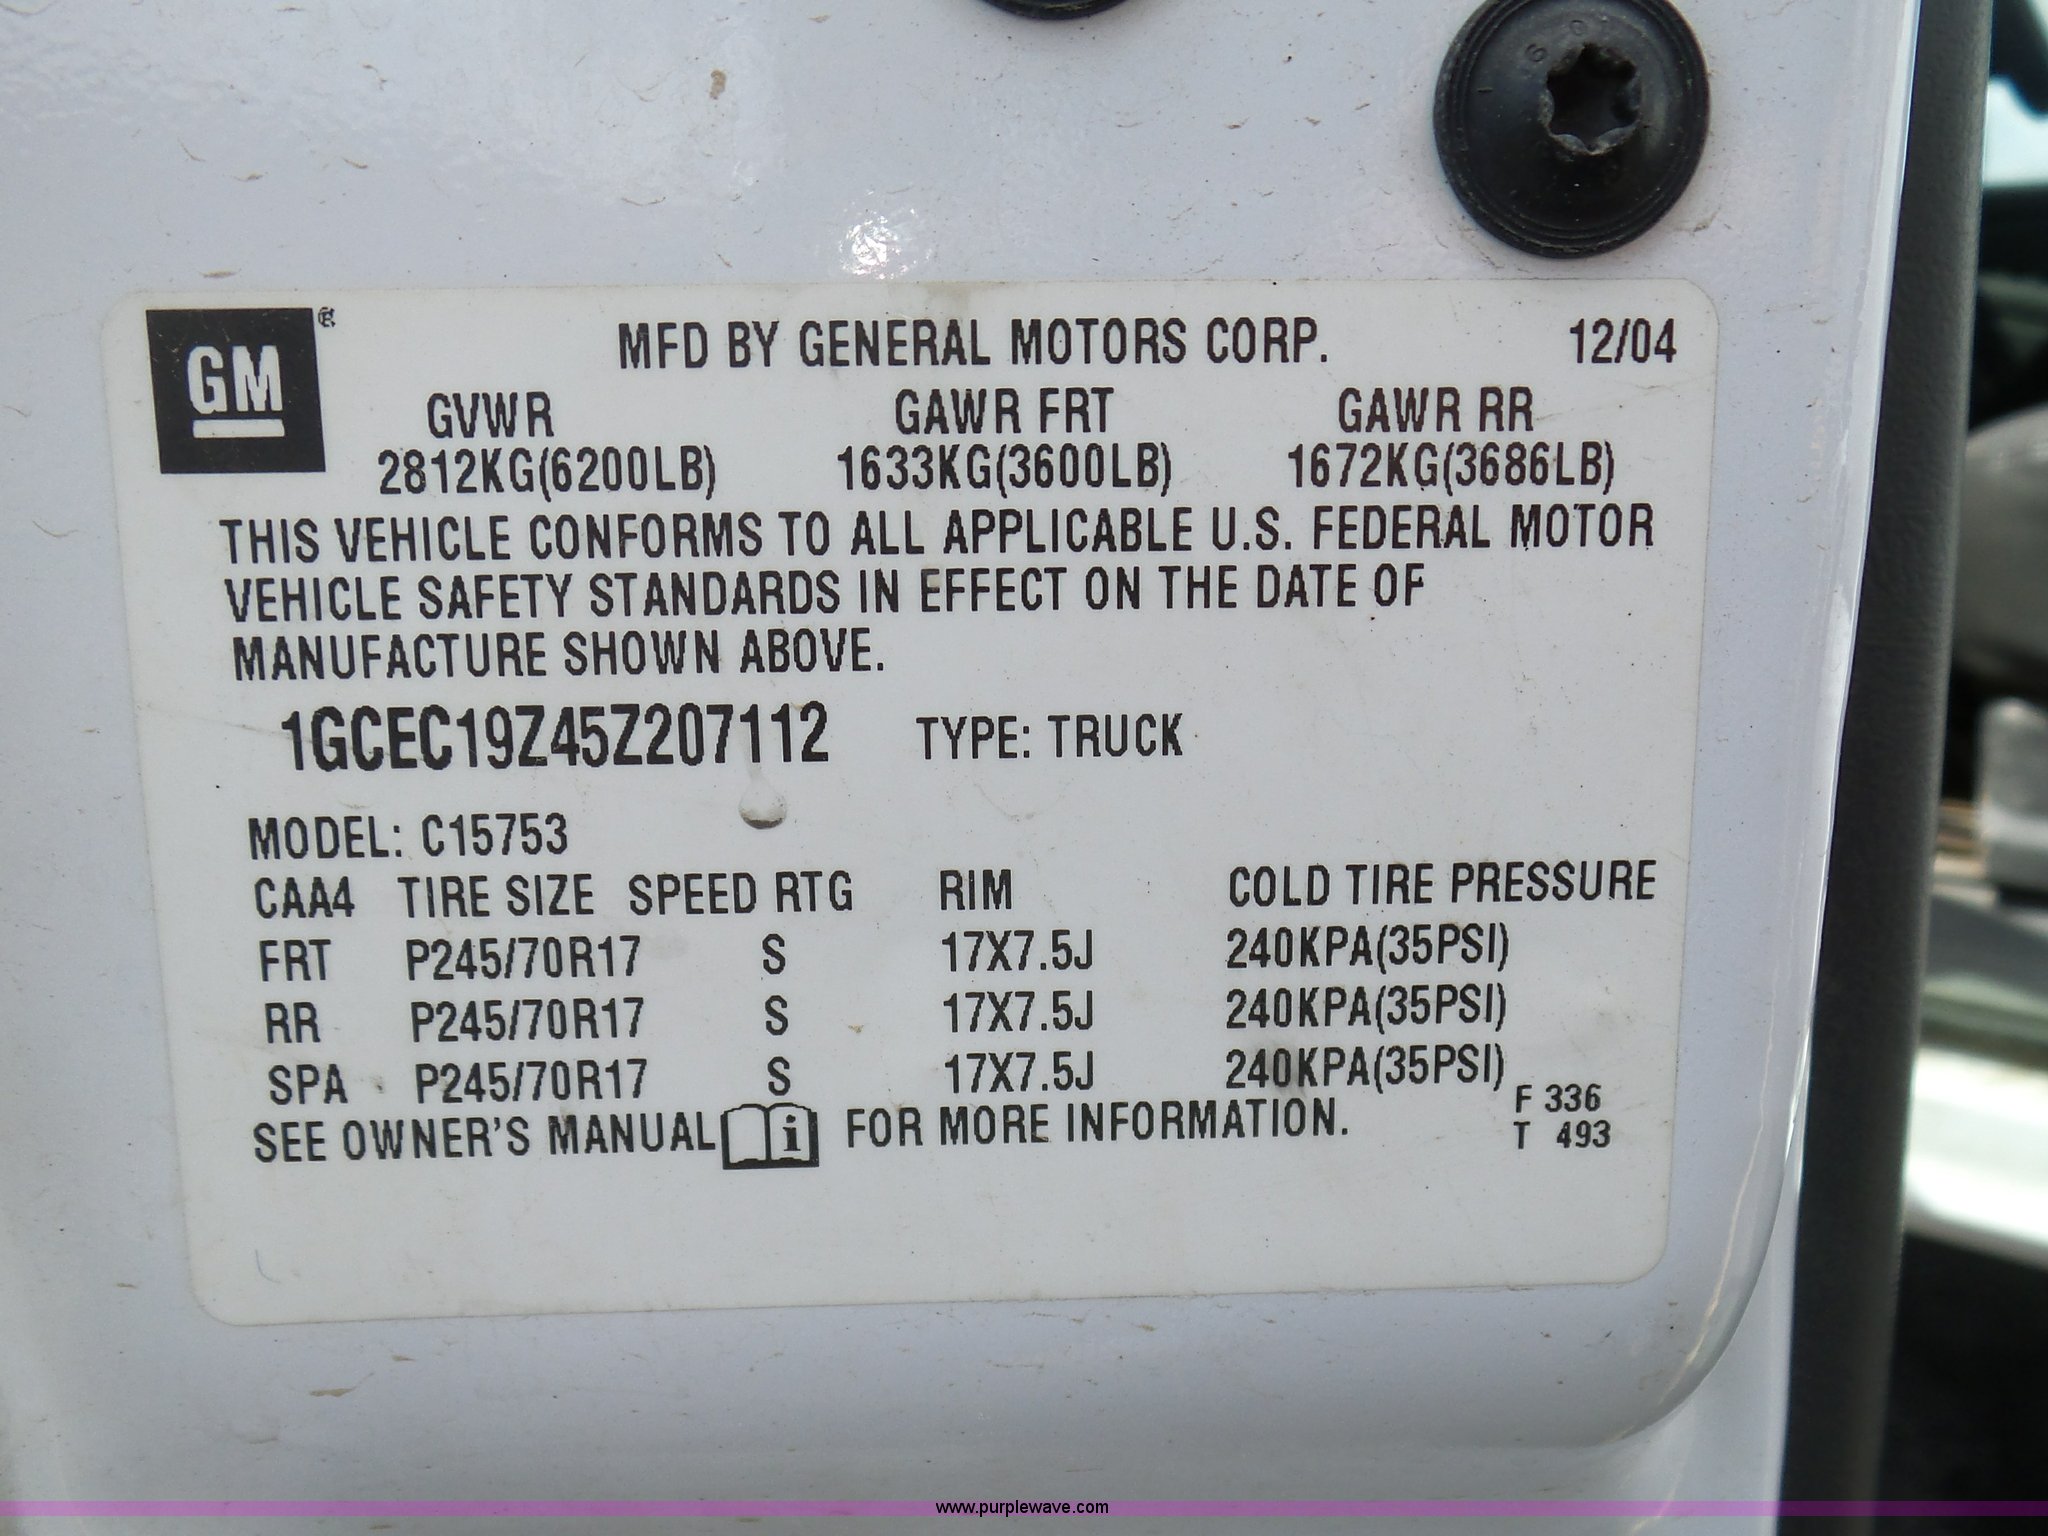 GM ®
MFD BY GENERAL MOTORS CORP. 12/04
GVWR GAWR FRT GAWR RR
2812KG(6200LB) 1633KG(3600LB) 1672KG(3686LB)
THIS VEHICLE CONFORMS TO ALL APPLICABLE U.S. FEDERAL MOTOR
VEHICLE SAFETY STANDARDS IN EFFECT ON THE DATE OF
MANUFACTURE SHOWN ABOVE.
1GCEC19Z45Z207112 TYPE: TRUCK
MODEL: C15753
CAA4 TIRE SIZE SPEED RTG RIM COLD TIRE PRESSURE
FRT P245/70R17 S 17X7.5J 240KPA(35PSI)
RR P245/70R17 S 17X7.5J 240KPA(35PSI)
SPA P245/70R17 S 17X7.5J 240KPA(35PSI)
SEE OWNER'S MANUAL i FOR MORE INFORMATION.
F 336
T 493
www.purplewave.com